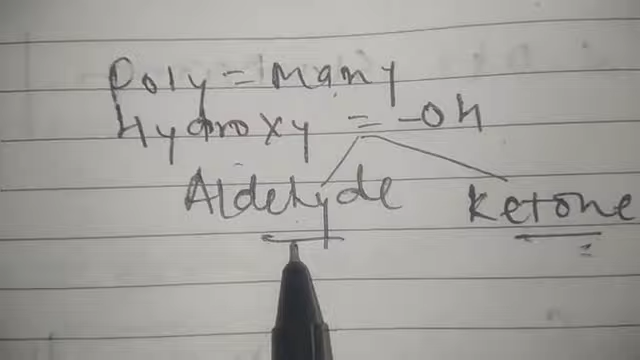 Poly = Many
Hydroxy = -OH
Aldehyde Ketone